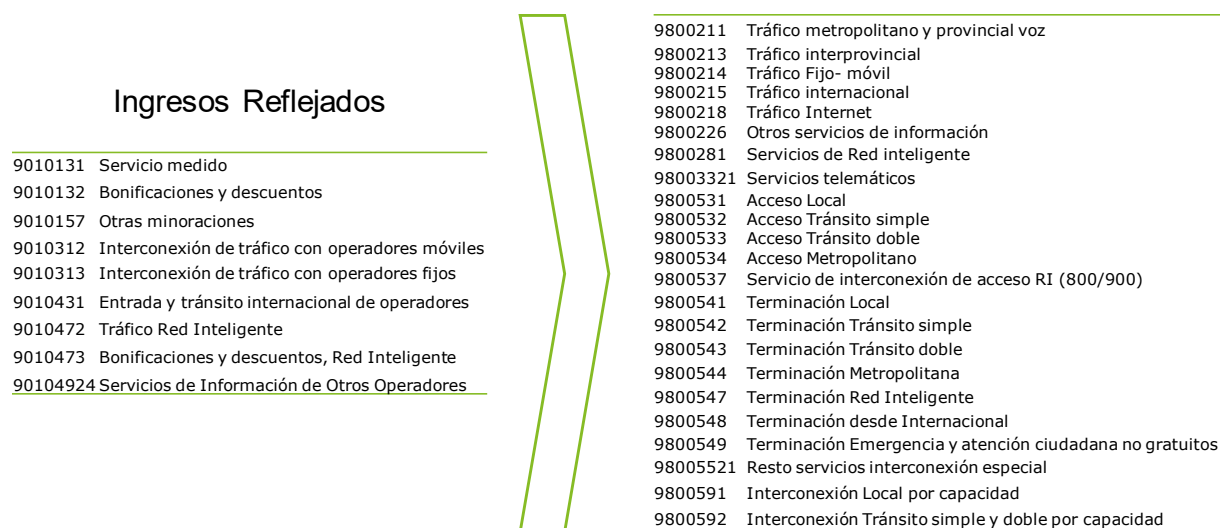 Ingresos Reflejados
9010131 Servicio medido
9010132 Bonificaciones y descuentos
9010157 Otras minoraciones
9010312 Interconexión de tráfico con operadores móviles
9010313 Interconexión de tráfico con operadores fijos
9010431 Entrada y tránsito internacional de operadores
9010472 Tráfico Red Inteligente
9010473 Bonificaciones y descuentos, Red Inteligente
90104924 Servicios de Información de Otros Operadores
9800211 Tráfico metropolitano y provincial voz
9800213 Tráfico interprovincial
9800214 Tráfico Fijo- móvil
9800215 Tráfico internacional
9800218 Tráfico Internet
9800226 Otros servicios de información
9800281 Servicios de Red inteligente
98003321 Servicios telemáticos
9800531 Acceso Local
9800532 Acceso Tránsito simple
9800533 Acceso Tránsito doble
9800534 Acceso Metropolitano
9800537 Servicio de interconexión de acceso RI (800/900)
9800541 Terminación Local
9800542 Terminación Tránsito simple
9800543 Terminación Tránsito doble
9800544 Terminación Metropolitana
9800547 Terminación Red Inteligente
9800548 Terminación desde Internacional
9800549 Terminación Emergencia y atención ciudadana no gratuitos
98005521 Resto servicios interconexión especial
9800591 Interconexión Local por capacidad
9800592 Interconexión Tránsito simple y doble por capacidad